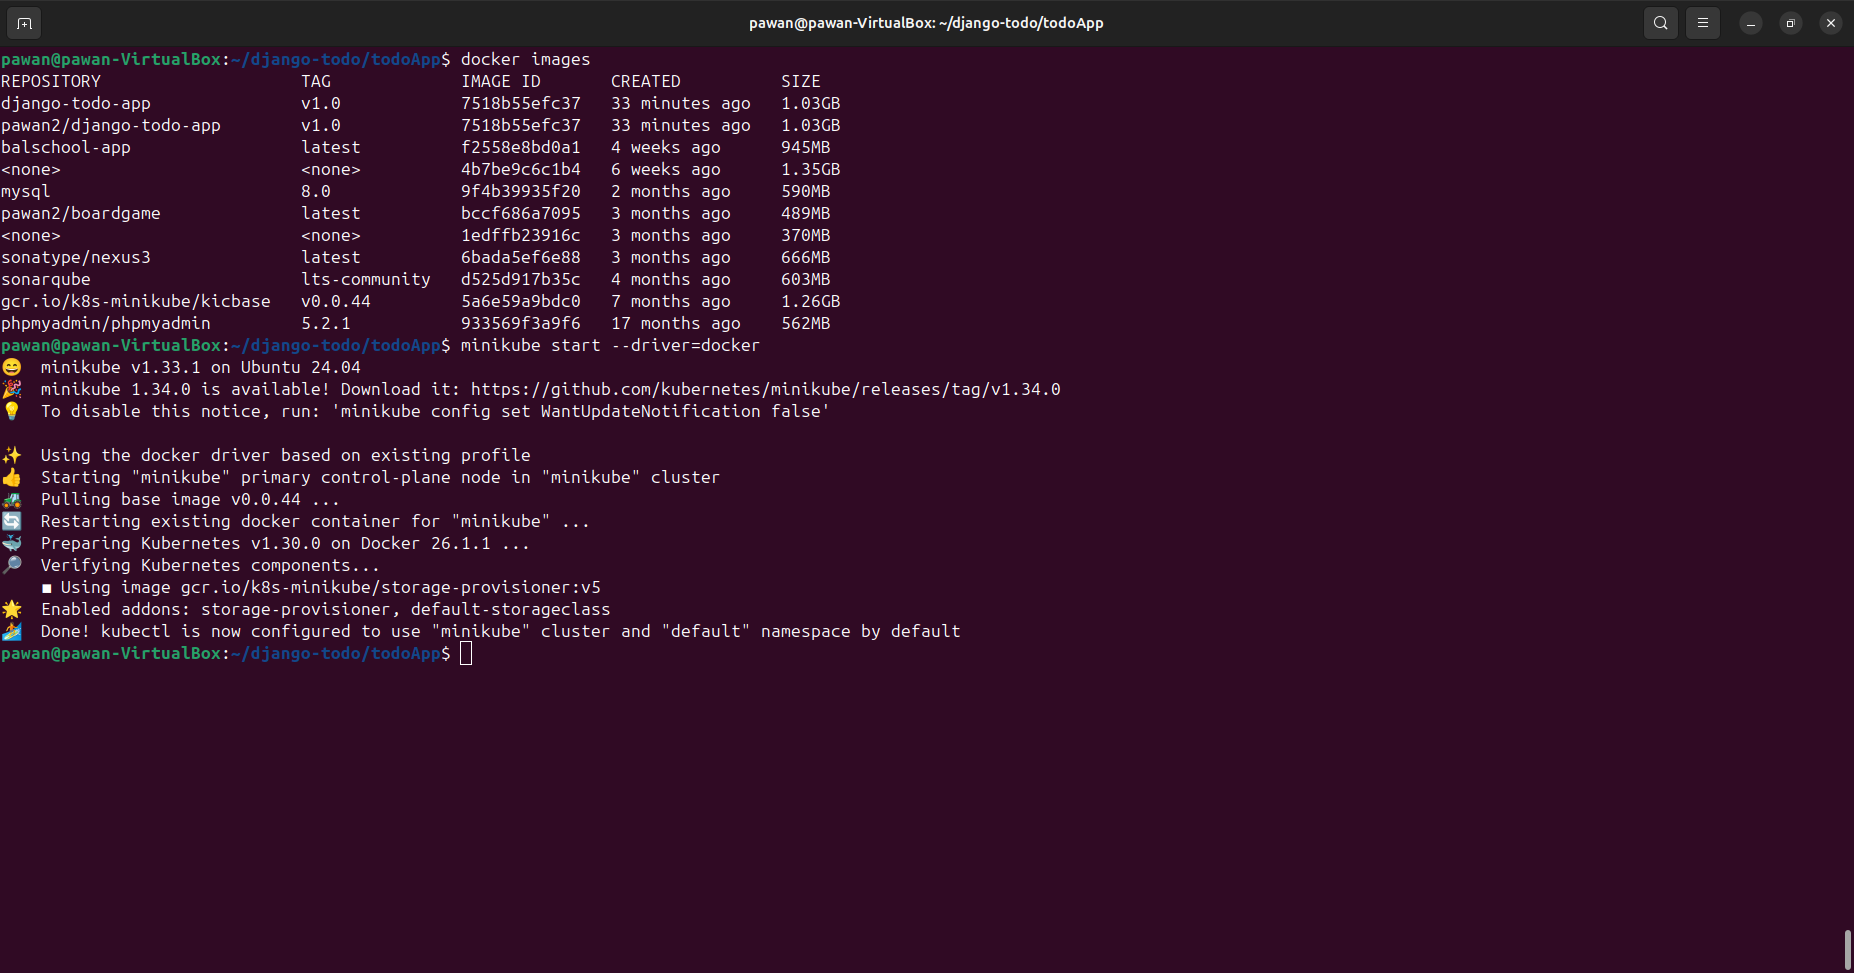 pawan@pawan-VirtualBox: ~/django-todo/todoApp
pawan@pawan-VirtualBox:~/django-todo/todoApp$ docker images
REPOSITORY                    TAG             IMAGE ID       CREATED          SIZE
django-todo-app               v1.0            7518b55efc37   33 minutes ago   1.03GB
pawan2/django-todo-app        v1.0            7518b55efc37   33 minutes ago   1.03GB
balschool-app                 latest          f2558e8bd0a1   4 weeks ago      945MB
<none>                        <none>          4b7be9c6c1b4   6 weeks ago      1.35GB
mysql                         8.0             9f4b39935f20   2 months ago     590MB
pawan2/boardgame              latest          bccf686a7095   3 months ago     489MB
<none>                        <none>          1edffb23916c   3 months ago     370MB
sonatype/nexus3               latest          6bada5ef6e88   3 months ago     666MB
sonarqube                     lts-community   d525d917b35c   4 months ago     603MB
gcr.io/k8s-minikube/kicbase   v0.0.44         5a6e59a9bdc0   7 months ago     1.26GB
phpmyadmin/phpmyadmin         5.2.1           933569f3a9f6   17 months ago    562MB
pawan@pawan-VirtualBox:~/django-todo/todoApp$ minikube start --driver=docker
😄  minikube v1.33.1 on Ubuntu 24.04
🎉  minikube 1.34.0 is available! Download it: https://github.com/kubernetes/minikube/releases/tag/v1.34.0
💡  To disable this notice, run: 'minikube config set WantUpdateNotification false'
✨  Using the docker driver based on existing profile
👍  Starting "minikube" primary control-plane node in "minikube" cluster
🚜  Pulling base image v0.0.44 ...
🔄  Restarting existing docker container for "minikube" ...
🐳  Preparing Kubernetes v1.30.0 on Docker 26.1.1 ...
🔎  Verifying Kubernetes components...
    ▪ Using image gcr.io/k8s-minikube/storage-provisioner:v5
🌟  Enabled addons: storage-provisioner, default-storageclass
🏄  Done! kubectl is now configured to use "minikube" cluster and "default" namespace by default
pawan@pawan-VirtualBox:~/django-todo/todoApp$